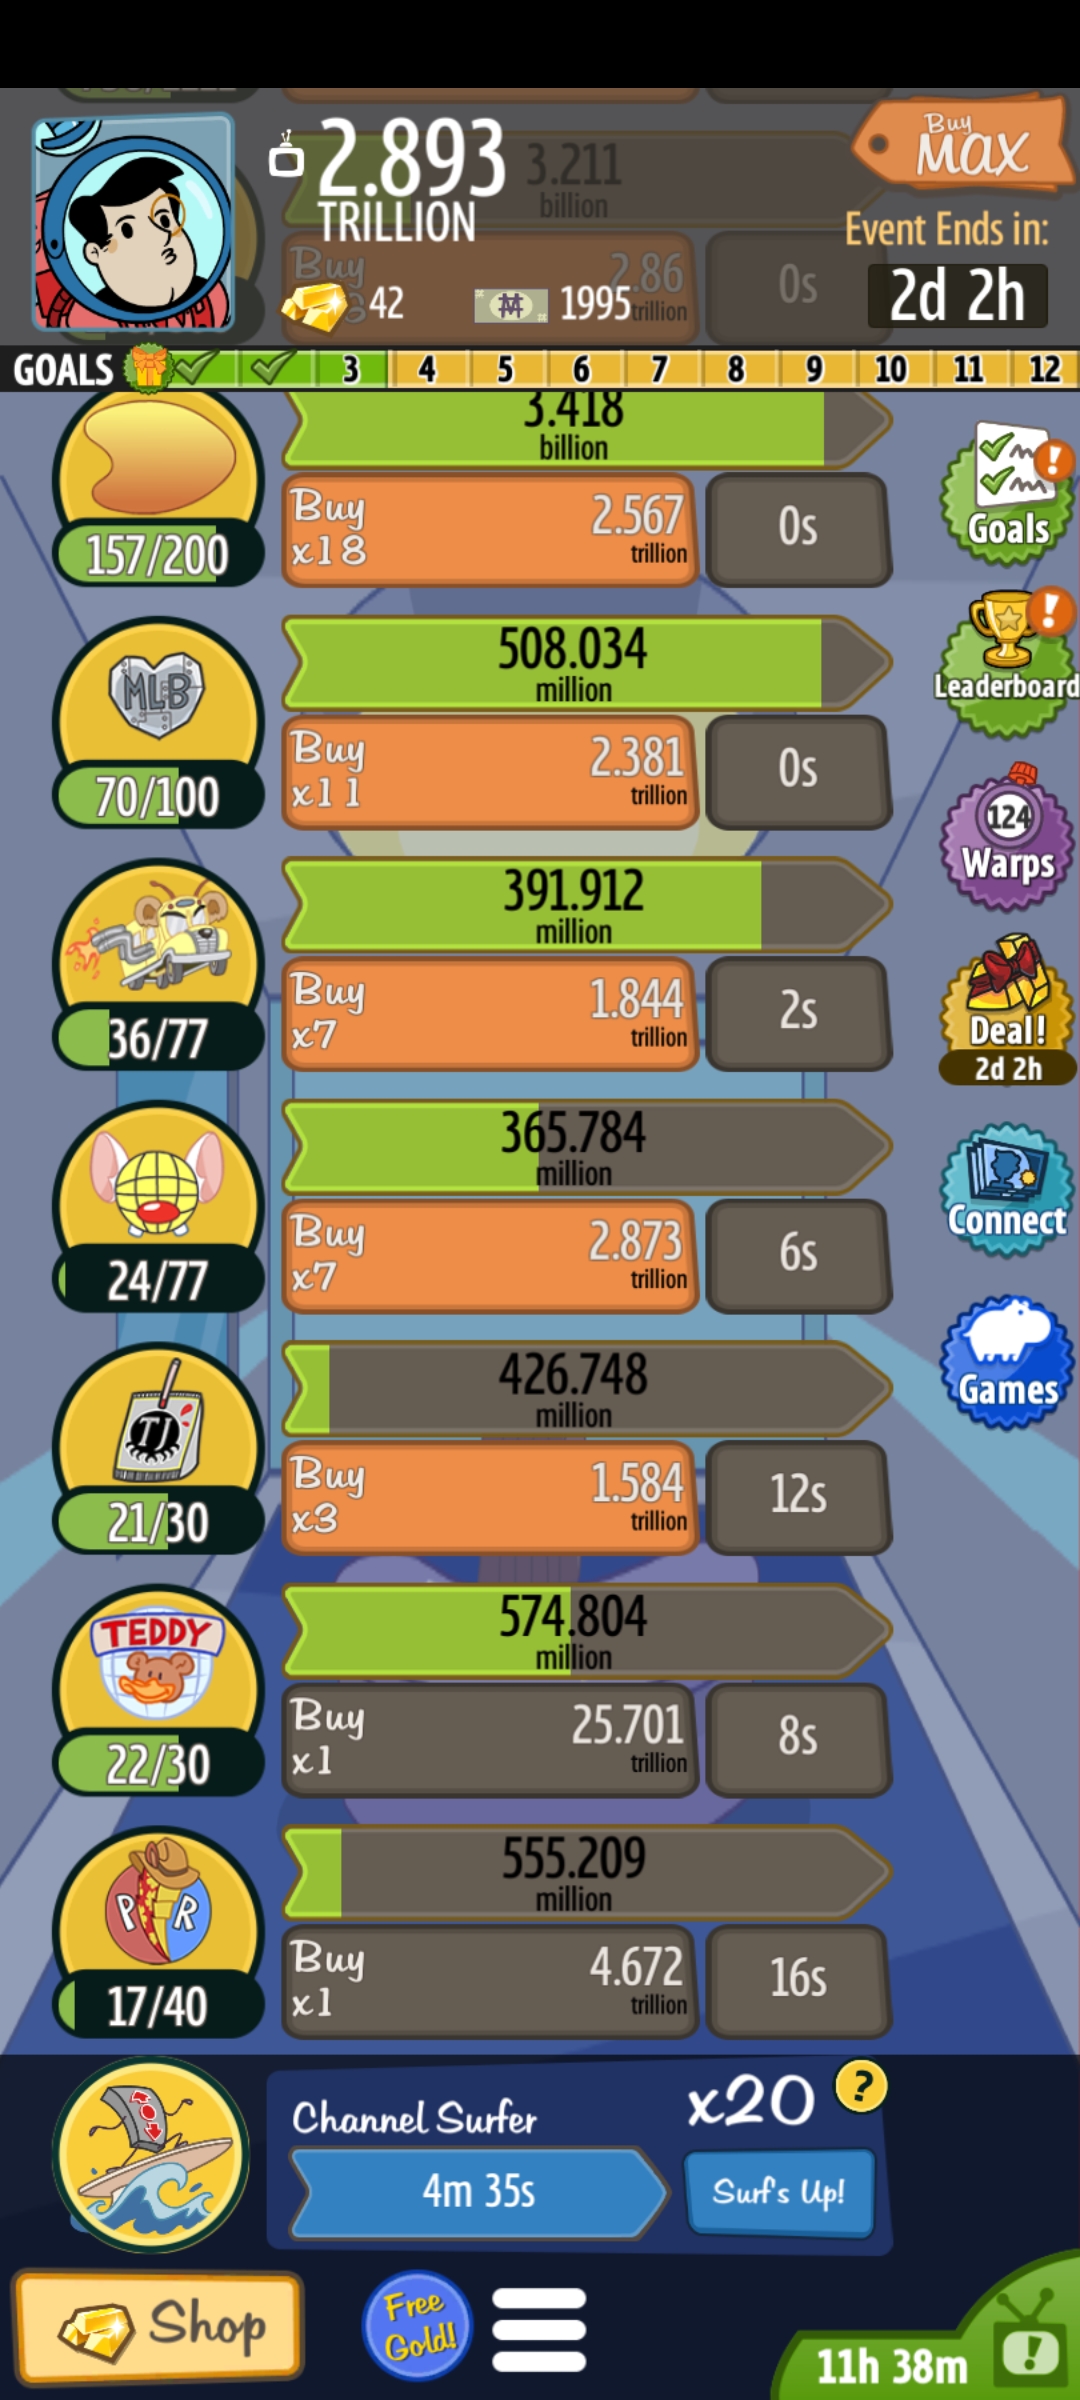 2.893
TRILLION
3.211
billion
Buy
MAX
Event Ends in:
2d 2h
Buy
2.86
trillion
0s
42
1995
GOALS
3
4
5
6
7
8
9
10
11
12
3.418
billion
157/200
Buy
x18
2.567
trillion
0s
Goals
MLB
508.034
million
70/100
Buy
x11
2.381
trillion
0s
Leaderboard
391.912
million
36/77
Buy
x7
1.844
trillion
2s
124
Warps
Deal!
2d 2h
365.784
million
24/77
Buy
x7
2.873
trillion
6s
Connect
TJ
426.748
million
21/30
Buy
x3
1.584
trillion
12s
Games
TEDDY
574.804
million
22/30
Buy
x1
25.701
trillion
8s
P R
555.209
million
17/40
Buy
x1
4.672
trillion
16s
Channel Surfer
x20
?
4m 35s
Surf's Up!
Shop
Free
Gold!
11h 38m
!